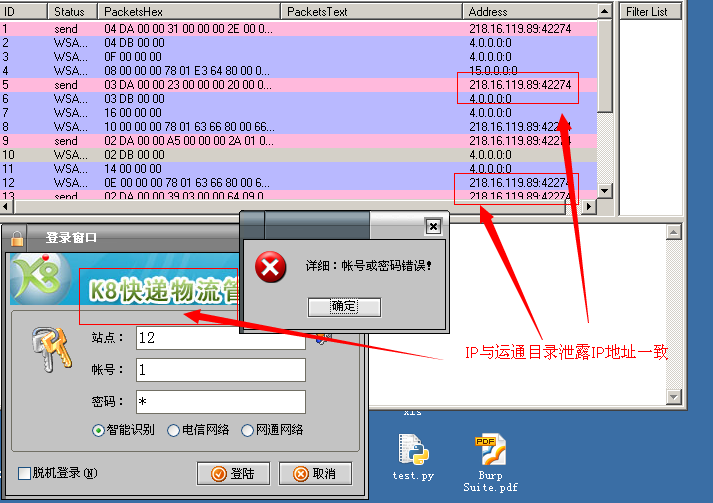 ID Status PacketsHex PacketsText Address Filter List
1 send 04 DA 00 00 31 00 00 00 2E 00 0... 218.16.119.89:42274
2 WSA... 04 DB 00 00 4.0.0.0:0
3 WSA... 0F 00 00 00 4.0.0.0:0
4 WSA... 08 00 00 00 78 01 E3 64 80 00 0... 15.0.0.0:0
5 send 03 DA 00 00 23 00 00 00 20 00 0... 218.16.119.89:42274
6 WSA... 03 DB 00 00 4.0.0.0:0
7 WSA... 16 00 00 00 4.0.0.0:0
8 WSA... 10 00 00 00 78 01 63 66 80 00 66... 218.16.119.89:42274
9 send 02 DA 00 00 A5 00 00 00 2A 01 0... 218.16.119.89:42274
10 WSA... 02 DB 00 00 4.0.0.0:0
11 WSA... 14 00 00 00 4.0.0.0:0
12 WSA... 0E 00 00 00 78 01 63 66 80 00 6... 218.16.119.89:42274
13 send 02 DA 00 00 39 03 00 00 64 09 0... 218.16.119.89:42274
登录窗口
K8
K8快递物流管
详细：帐号或密码错误!
确定
站点： 12
帐号： 1
密码： *
智能识别 电信网络 网通网络
脱机登录(N) 登陆 取消
IP与运通目录泄露IP地址一致
xls
test.py
Burp
Suite.pdf